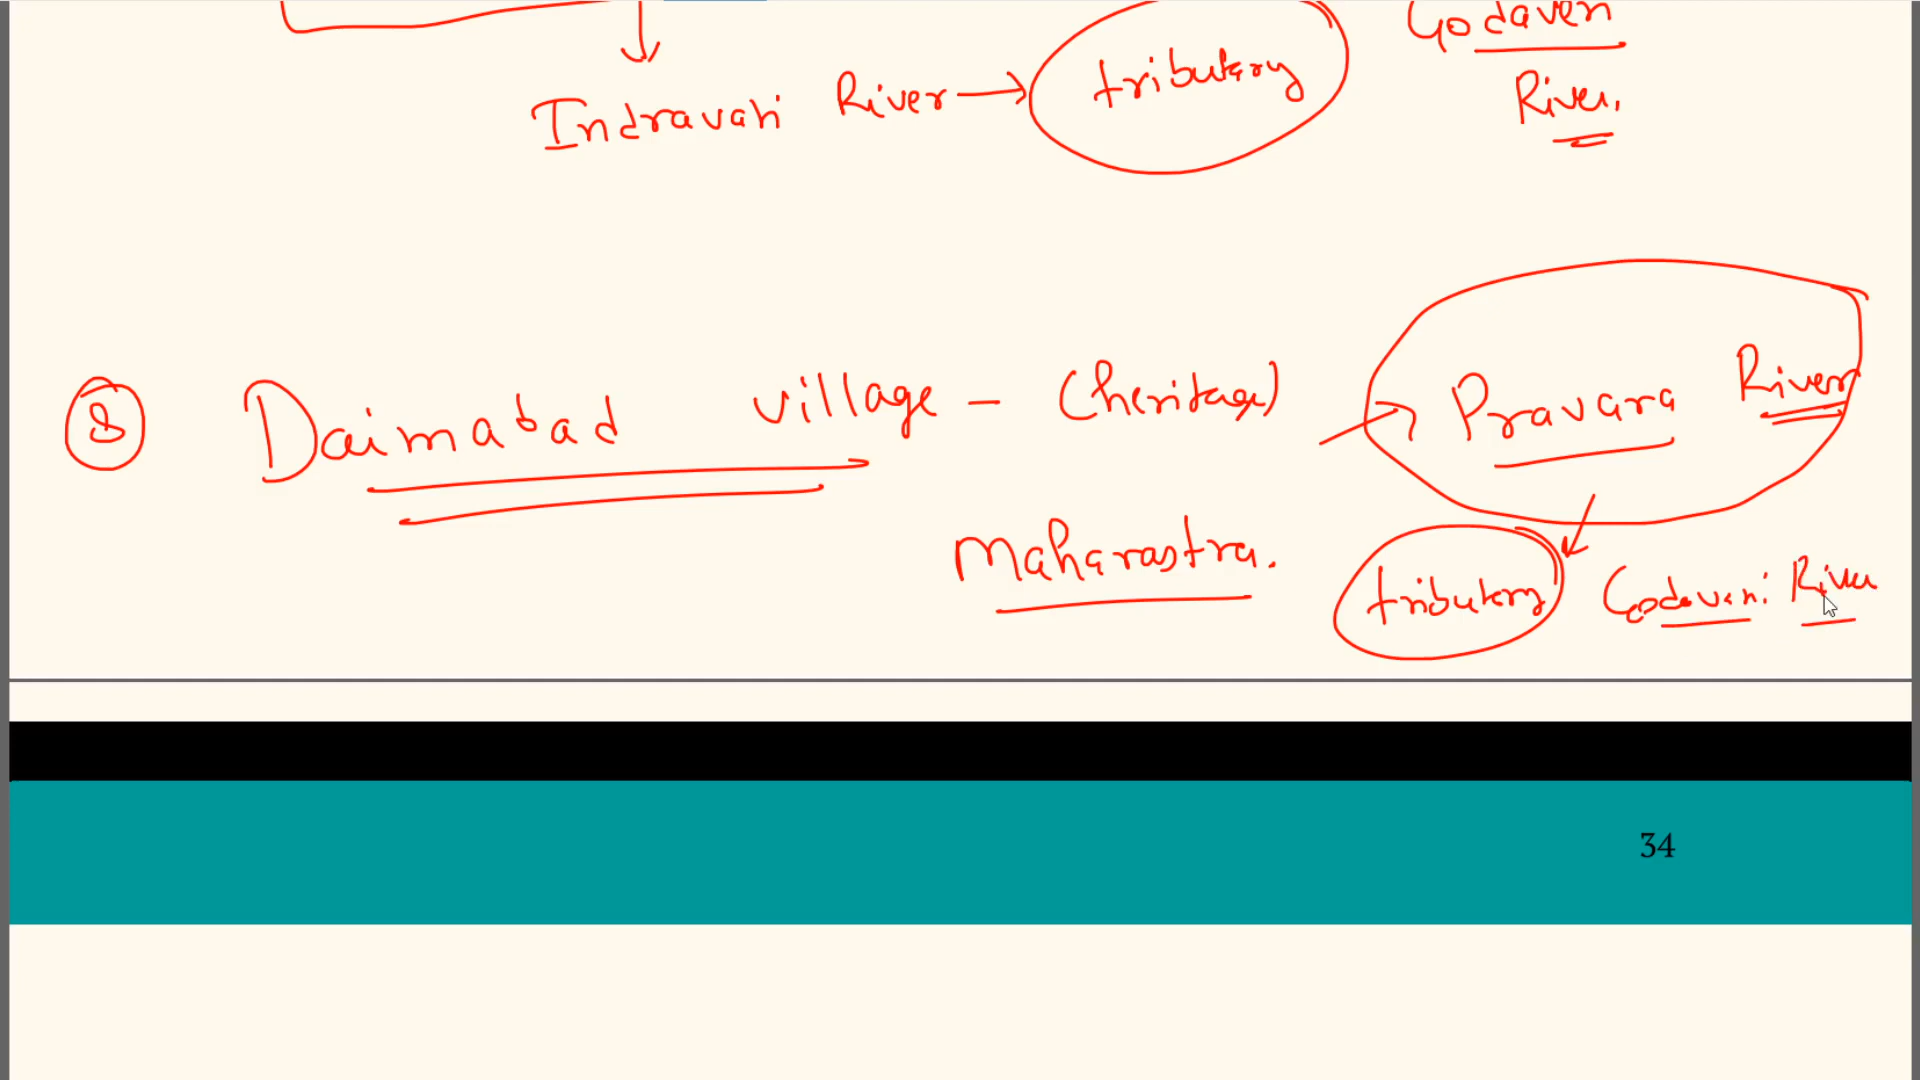 Godaveri
Indravati River → tributary River.
⑧ Daimabad village - (heritage) → Pravara River
Maharastra. tributary Godavari River
34